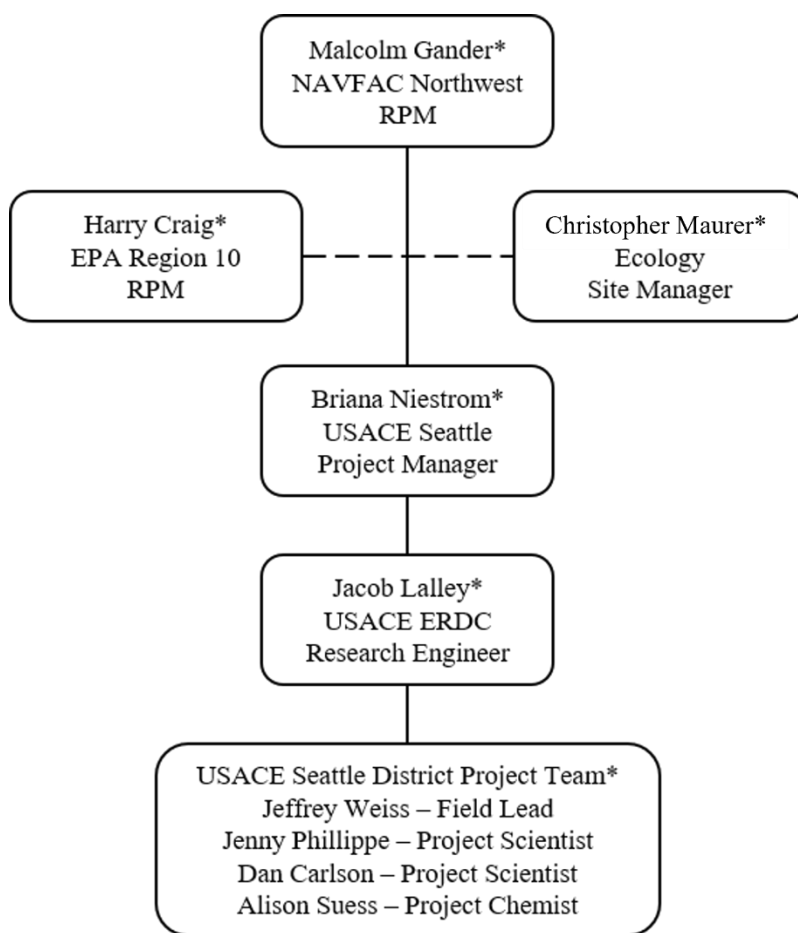 Malcolm Gander*
NAVFAC Northwest
RPM
Harry Craig*
EPA Region 10
RPM
Christopher Maurer*
Ecology
Site Manager
Briana Niestrom*
USACE Seattle
Project Manager
Jacob Lalley*
USACE ERDC
Research Engineer
USACE Seattle District Project Team*
Jeffrey Weiss – Field Lead
Jenny Phillippe – Project Scientist
Dan Carlson – Project Scientist
Alison Suess – Project Chemist